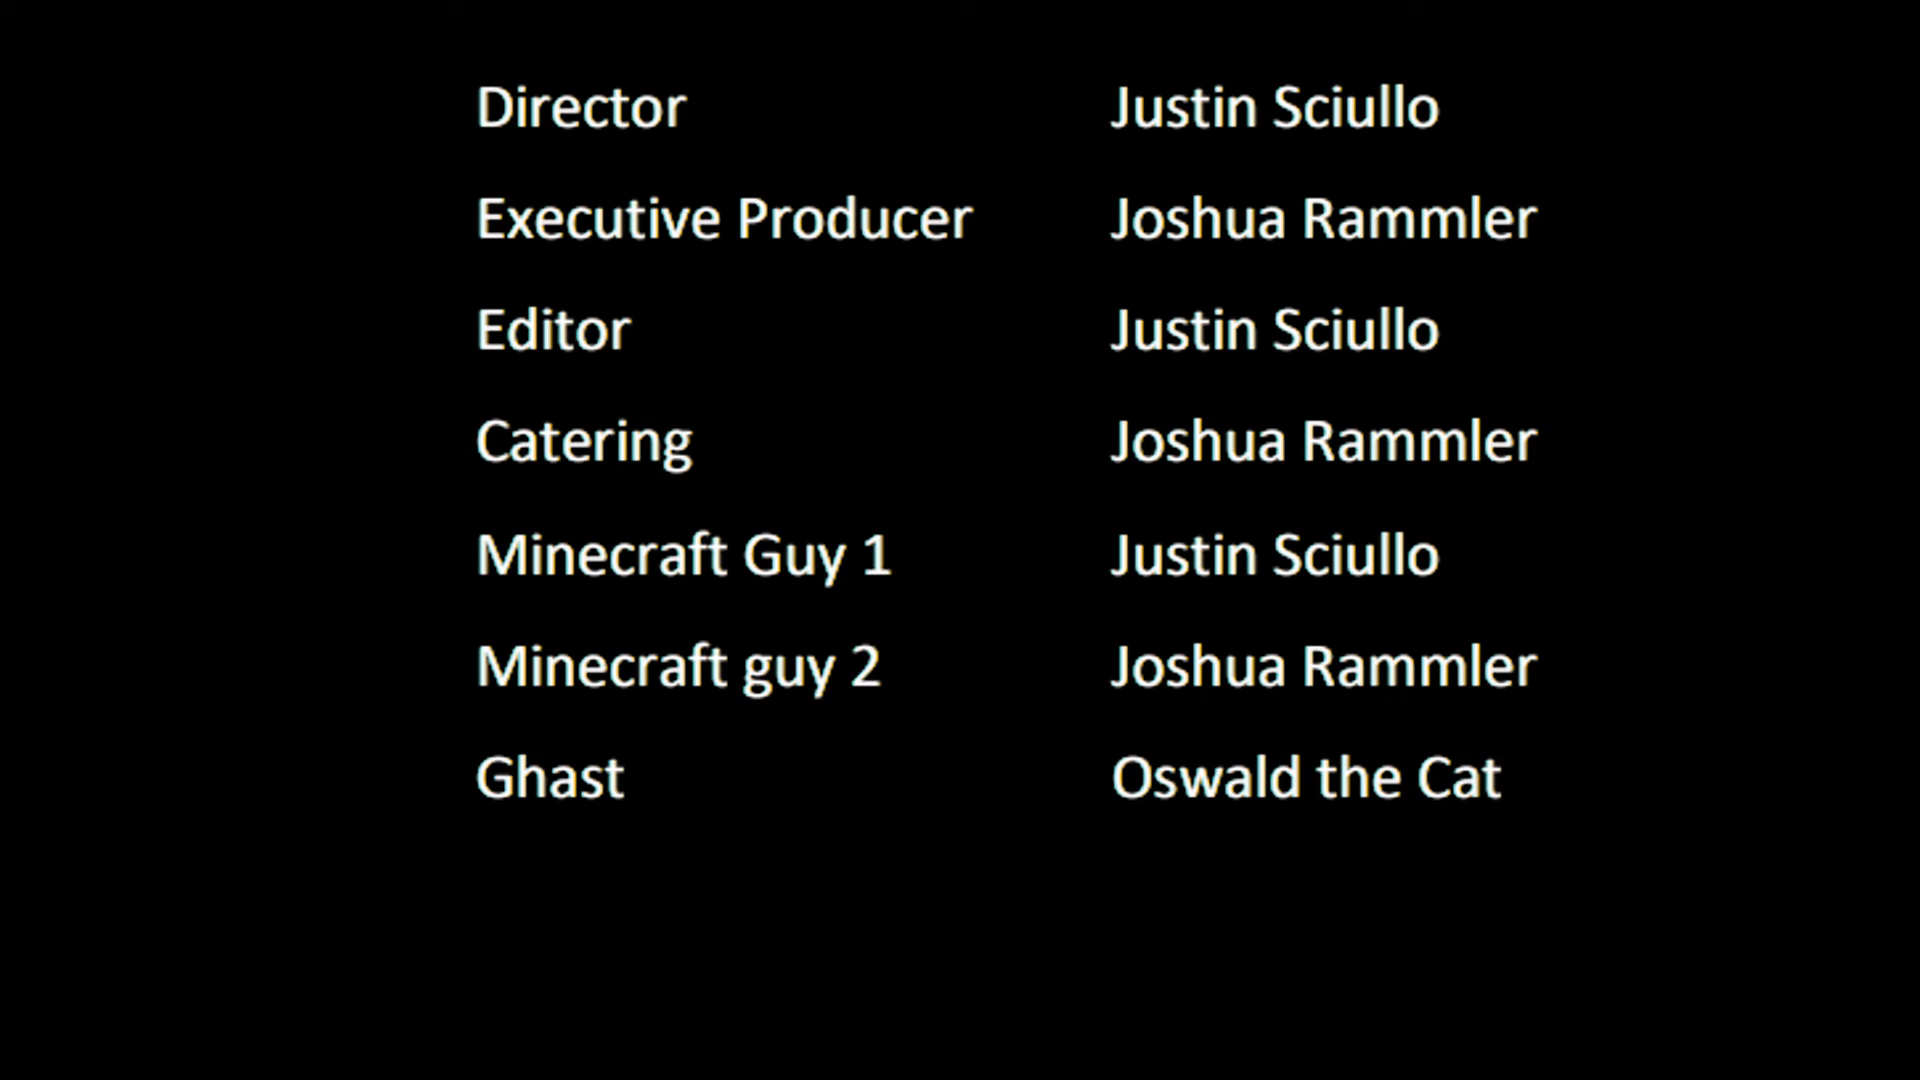 Director Justin Sciullo
Executive Producer Joshua Rammler
Editor Justin Sciullo
Catering Joshua Rammler
Minecraft Guy 1 Justin Sciullo
Minecraft guy 2 Joshua Rammler
Ghast Oswald the Cat